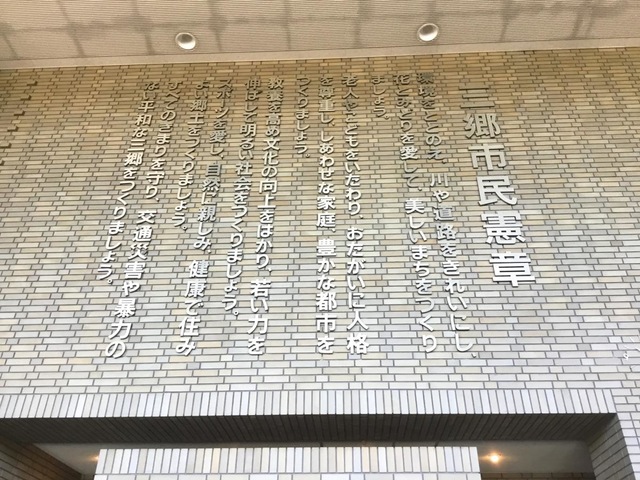 三郷市民憲章
環境をととのえ、川や道路をきれいにし、
花とみどりを愛して、美しいまちをつくり
ましょう。
老人やこどもをいたわり、おたがいに人格
を尊重し、しあわせな家庭、豊かな都市を
つくりましょう。
教養を高め文化の向上をはかり、若い力を
伸ばして明るい社会をつくりましょう。
スポーツを愛し、自然に親しみ、健康で住み
よい郷土をつくりましょう。
すべてのきまりを守り、交通災害や暴力の
ない平和な三郷をつくりましょう。